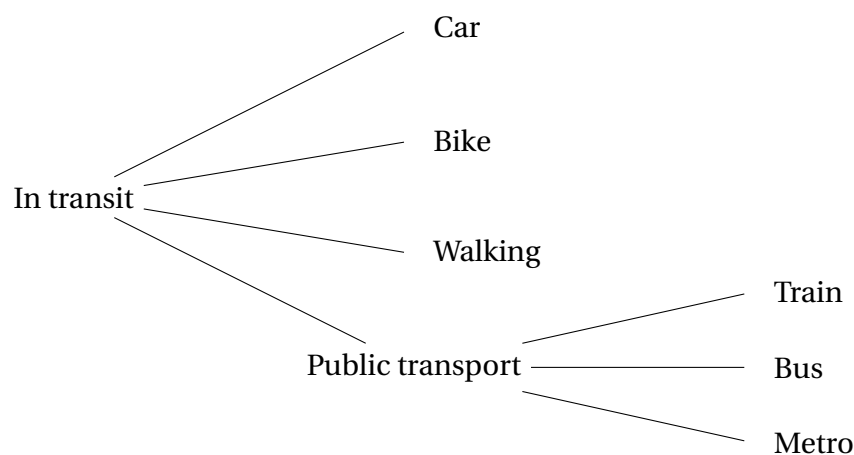 Car
Bike
In transit
Walking
Train
Public transport
Bus
Metro